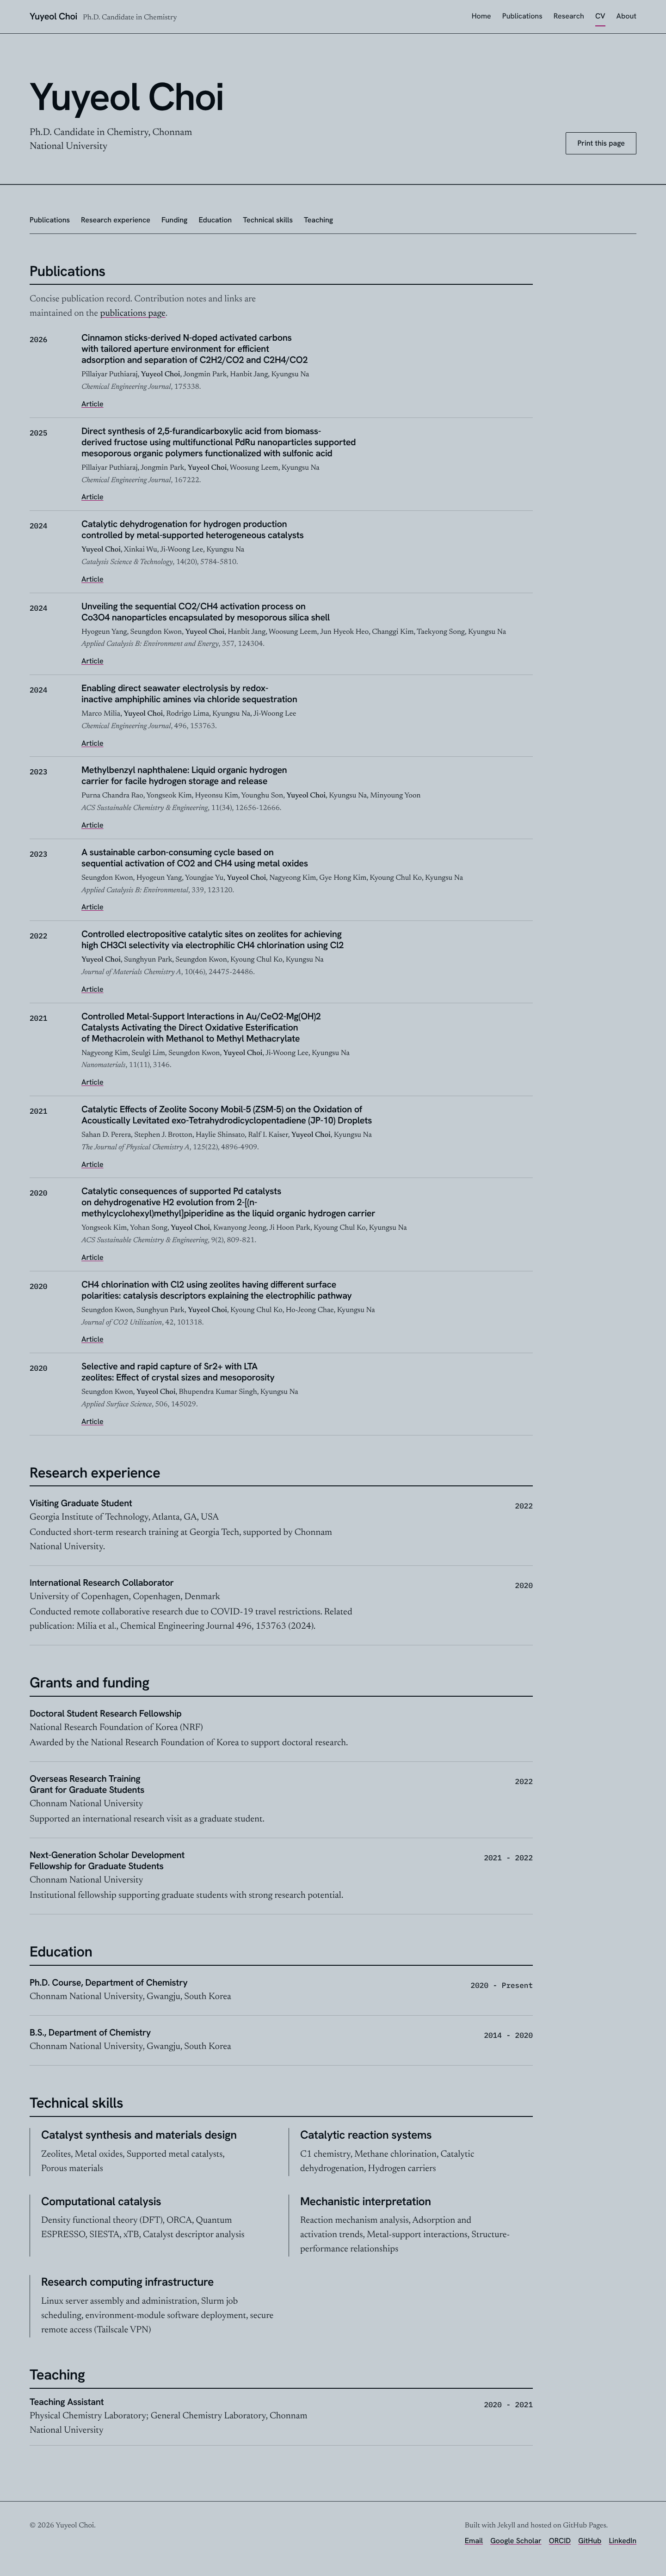 Yuyeol Choi Ph.D. Candidate in Chemistry
Home Publications Research CV About
Yuyeol Choi
Ph.D. Candidate in Chemistry, Chonnam
National University
Print this page
Publications Research experience Funding Education Technical skills Teaching
Publications
Concise publication record. Contribution notes and links are
maintained on the publications page.
2026
Cinnamon sticks-derived N-doped activated carbons
with tailored aperture environment for efficient
adsorption and separation of C2H2/CO2 and C2H4/CO2
Pillaiyar Puthiaraj, Yuyeol Choi, Jongmin Park, Hanbit Jang, Kyungsu Na
Chemical Engineering Journal, 175338.
Article
2025
Direct synthesis of 2,5-furandicarboxylic acid from biomass-
derived fructose using multifunctional PdRu nanoparticles supported
mesoporous organic polymers functionalized with sulfonic acid
Pillaiyar Puthiaraj, Jongmin Park, Yuyeol Choi, Woosung Leem, Kyungsu Na
Chemical Engineering Journal, 167222.
Article
2024
Catalytic dehydrogenation for hydrogen production
controlled by metal-supported heterogeneous catalysts
Yuyeol Choi, Xinkai Wu, Ji-Woong Lee, Kyungsu Na
Catalysis Science & Technology, 14(20), 5784-5810.
Article
2024
Unveiling the sequential CO2/CH4 activation process on
Co3O4 nanoparticles encapsulated by mesoporous silica shell
Hyogeun Yang, Seungdon Kwon, Yuyeol Choi, Hanbit Jang, Woosung Leem, Jun Hyeok Heo, Changgi Kim, Taekyong Song, Kyungsu Na
Applied Catalysis B: Environment and Energy, 357, 124304.
Article
2024
Enabling direct seawater electrolysis by redox-
inactive amphiphilic amines via chloride sequestration
Marco Milia, Yuyeol Choi, Rodrigo Lima, Kyungsu Na, Ji-Woong Lee
Chemical Engineering Journal, 496, 153763.
Article
2023
Methylbenzyl naphthalene: Liquid organic hydrogen
carrier for facile hydrogen storage and release
Purna Chandra Rao, Yongseok Kim, Hyeonsu Kim, Younghu Son, Yuyeol Choi, Kyungsu Na, Minyoung Yoon
ACS Sustainable Chemistry & Engineering, 11(34), 12656-12666.
Article
2023
A sustainable carbon-consuming cycle based on
sequential activation of CO2 and CH4 using metal oxides
Seungdon Kwon, Hyogeun Yang, Youngjae Yu, Yuyeol Choi, Nagyeong Kim, Gye Hong Kim, Kyoung Chul Ko, Kyungsu Na
Applied Catalysis B: Environmental, 339, 123120.
Article
2022
Controlled electropositive catalytic sites on zeolites for achieving
high CH3Cl selectivity via electrophilic CH4 chlorination using Cl2
Yuyeol Choi, Sunghyun Park, Seungdon Kwon, Kyoung Chul Ko, Kyungsu Na
Journal of Materials Chemistry A, 10(46), 24475-24486.
Article
2021
Controlled Metal-Support Interactions in Au/CeO2-Mg(OH)2
Catalysts Activating the Direct Oxidative Esterification
of Methacrolein with Methanol to Methyl Methacrylate
Nagyeong Kim, Seulgi Lim, Seungdon Kwon, Yuyeol Choi, Ji-Woong Lee, Kyungsu Na
Nanomaterials, 11(11), 3146.
Article
2021
Catalytic Effects of Zeolite Socony Mobil-5 (ZSM-5) on the Oxidation of
Acoustically Levitated exo-Tetrahydrodicyclopentadiene (JP-10) Droplets
Sahan D. Perera, Stephen J. Brotton, Haylie Shinsato, Ralf I. Kaiser, Yuyeol Choi, Kyungsu Na
The Journal of Physical Chemistry A, 125(22), 4896-4909.
Article
2020
Catalytic consequences of supported Pd catalysts
on dehydrogenative H2 evolution from 2-[(n-
methylcyclohexyl)methyl]piperidine as the liquid organic hydrogen carrier
Yongseok Kim, Yohan Song, Yuyeol Choi, Kwanyong Jeong, Ji Hoon Park, Kyoung Chul Ko, Kyungsu Na
ACS Sustainable Chemistry & Engineering, 9(2), 809-821.
Article
2020
CH4 chlorination with Cl2 using zeolites having different surface
polarities: catalysis descriptors explaining the electrophilic pathway
Seungdon Kwon, Sunghyun Park, Yuyeol Choi, Kyoung Chul Ko, Ho-Jeong Chae, Kyungsu Na
Journal of CO2 Utilization, 42, 101318.
Article
2020
Selective and rapid capture of Sr2+ with LTA
zeolites: Effect of crystal sizes and mesoporosity
Seungdon Kwon, Yuyeol Choi, Bhupendra Kumar Singh, Kyungsu Na
Applied Surface Science, 506, 145029.
Article
Research experience
Visiting Graduate Student
2022
Georgia Institute of Technology, Atlanta, GA, USA
Conducted short-term research training at Georgia Tech, supported by Chonnam
National University.
International Research Collaborator
2020
University of Copenhagen, Copenhagen, Denmark
Conducted remote collaborative research due to COVID-19 travel restrictions. Related
publication: Milia et al., Chemical Engineering Journal 496, 153763 (2024).
Grants and funding
Doctoral Student Research Fellowship
National Research Foundation of Korea (NRF)
Awarded by the National Research Foundation of Korea to support doctoral research.
Overseas Research Training
Grant for Graduate Students
2022
Chonnam National University
Supported an international research visit as a graduate student.
Next-Generation Scholar Development
Fellowship for Graduate Students
2021 - 2022
Chonnam National University
Institutional fellowship supporting graduate students with strong research potential.
Education
Ph.D. Course, Department of Chemistry
2020 - Present
Chonnam National University, Gwangju, South Korea
B.S., Department of Chemistry
2014 - 2020
Chonnam National University, Gwangju, South Korea
Technical skills
Catalyst synthesis and materials design
Zeolites, Metal oxides, Supported metal catalysts,
Porous materials
Catalytic reaction systems
C1 chemistry, Methane chlorination, Catalytic
dehydrogenation, Hydrogen carriers
Computational catalysis
Density functional theory (DFT), ORCA, Quantum
ESPRESSO, SIESTA, xTB, Catalyst descriptor analysis
Mechanistic interpretation
Reaction mechanism analysis, Adsorption and
activation trends, Metal-support interactions, Structure-
performance relationships
Research computing infrastructure
Linux server assembly and administration, Slurm job
scheduling, environment-module software deployment, secure
remote access (Tailscale VPN)
Teaching
Teaching Assistant
2020 - 2021
Physical Chemistry Laboratory; General Chemistry Laboratory, Chonnam
National University
© 2026 Yuyeol Choi.
Built with Jekyll and hosted on GitHub Pages.
Email Google Scholar ORCID GitHub LinkedIn